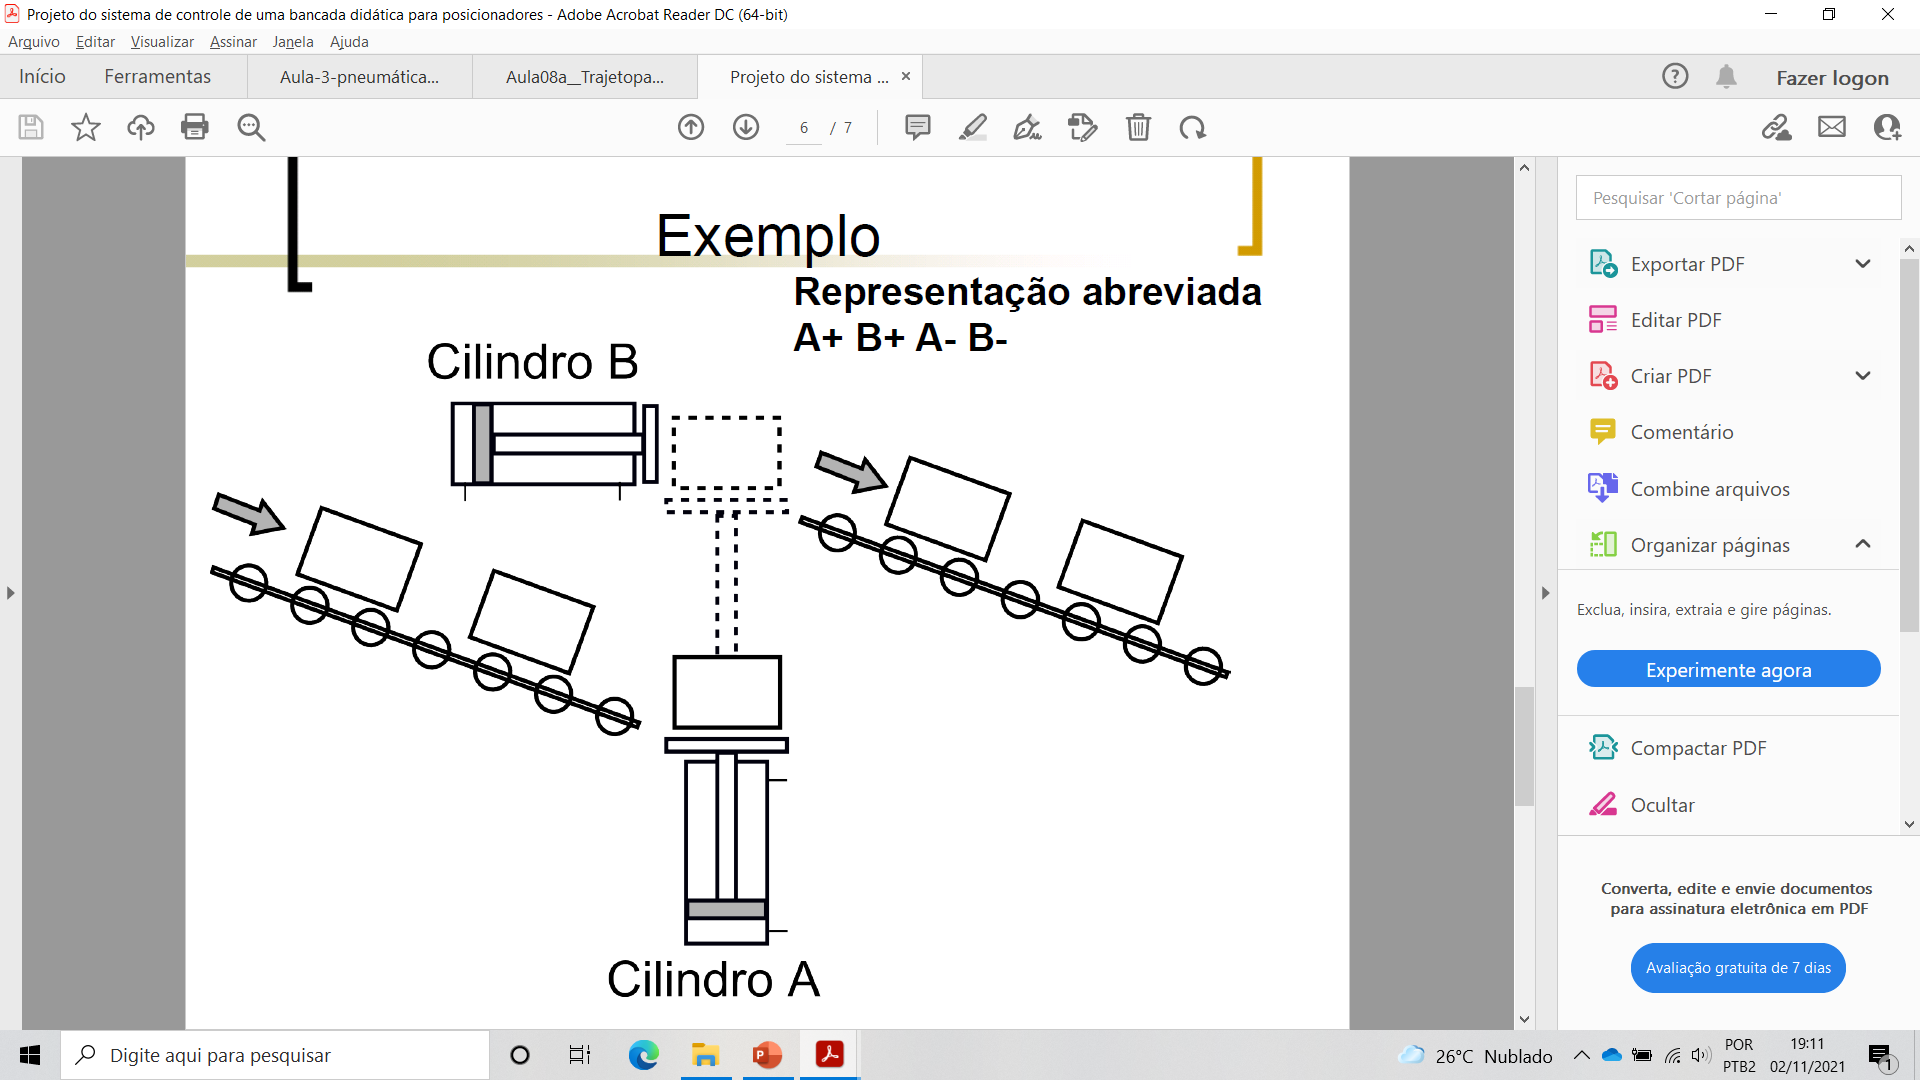 Projeto do sistema de controle de uma bancada didática para posicionadores - Adobe Acrobat Reader DC (64-bit)
Arquivo Editar Visualizar Assinar Janela Ajuda
Início Ferramentas Aula-3-pneumática... Aula08a__Trajetopa... Projeto do sistema ... Fazer logon
6 / 7
Exemplo
Representação abreviada
A+ B+ A- B-
Cilindro B
Cilindro A
Pesquisar 'Cortar página'
Exportar PDF
Editar PDF
Criar PDF
Comentário
Combine arquivos
Organizar páginas
Exclua, insira, extraia e gire páginas.
Experimente agora
Compactar PDF
Ocultar
Converta, edite e envie documentos
para assinatura eletrônica em PDF
Avaliação gratuita de 7 dias
Digite aqui para pesquisar
26°C Nublado
POR
PTB2
19:11
02/11/2021
1